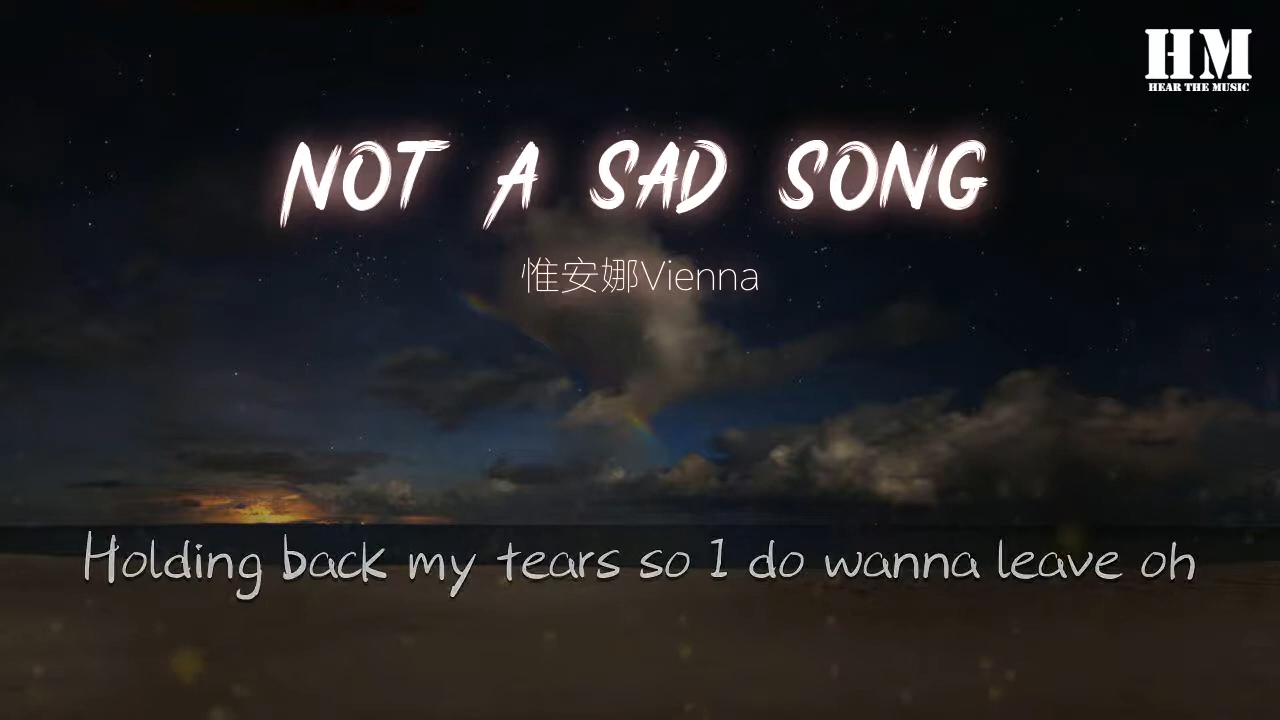 HM
HEAR THE MUSIC
NOT A SAD SONG
惟安娜Vienna
Holding back my tears so I do wanna leave oh